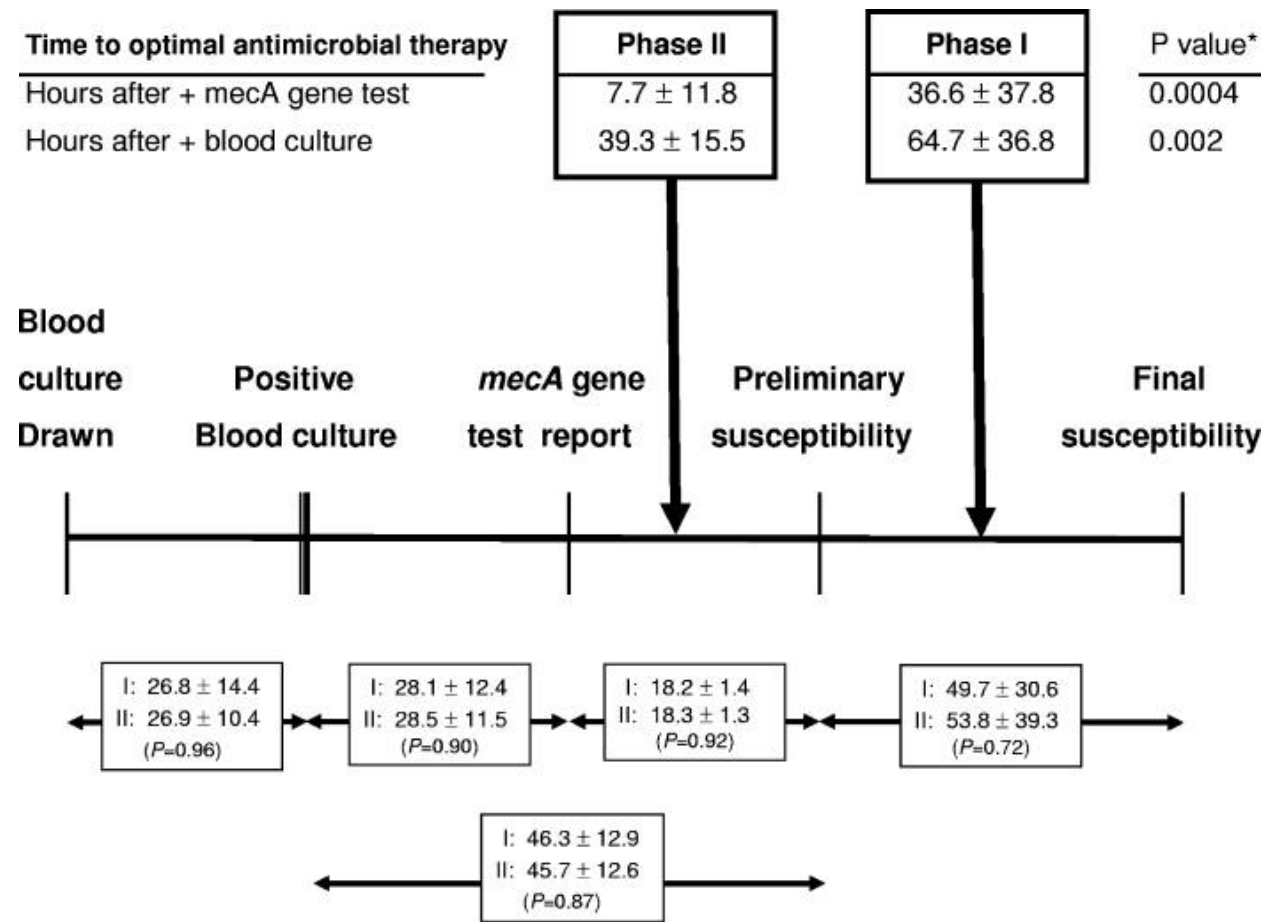 Time to optimal antimicrobial therapy Phase II Phase I P value*
Hours after + mecA gene test 7.7 ± 11.8 36.6 ± 37.8 0.0004
Hours after + blood culture 39.3 ± 15.5 64.7 ± 36.8 0.002
Blood
culture Positive mecA gene Preliminary Final
Drawn Blood culture test report susceptibility susceptibility
I: 26.8 ± 14.4
II: 26.9 ± 10.4
(P=0.96)
I: 28.1 ± 12.4
II: 28.5 ± 11.5
(P=0.90)
I: 18.2 ± 1.4
II: 18.3 ± 1.3
(P=0.92)
I: 49.7 ± 30.6
II: 53.8 ± 39.3
(P=0.72)
I: 46.3 ± 12.9
II: 45.7 ± 12.6
(P=0.87)